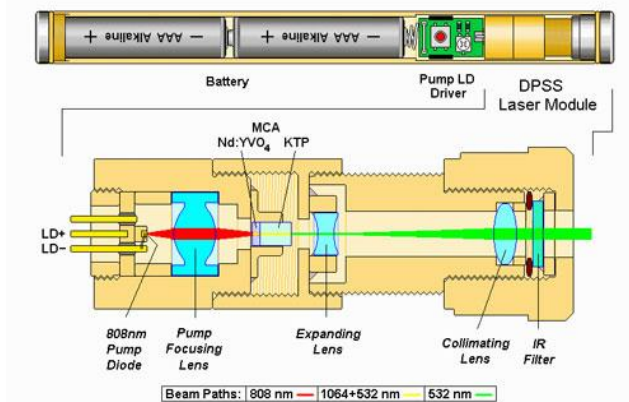 + AAA Alkaline −
+ AAA Alkaline −
Battery
Pump LD
Driver
DPSS
Laser Module
MCA
Nd:YVO4 KTP
LD+
LD−
808nm
Pump
Diode
Pump
Focusing
Lens
Expanding
Lens
Collimating
Lens
IR
Filter
Beam Paths: 808 nm 1064+532 nm 532 nm